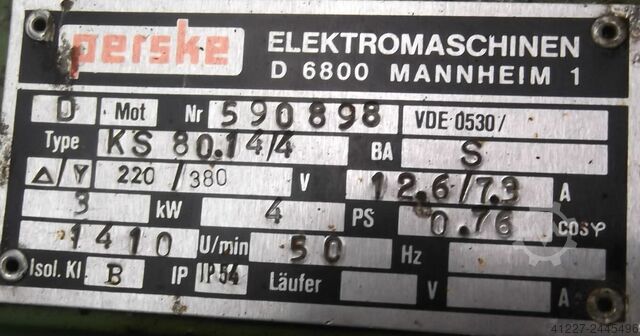 perske ELEKTROMASCHINEN
D 6800 MANNHEIM 1
D Mot Nr 590898 VDE 0530/
Type KS 80.14/4 BA S
△/Y 220/380 V 12,6/7,3 A
3 kW 4 PS 0.76 cosφ
1410 U/min 50 Hz
Isol. Kl B IP IP54 Läufer V A
41227-2445496